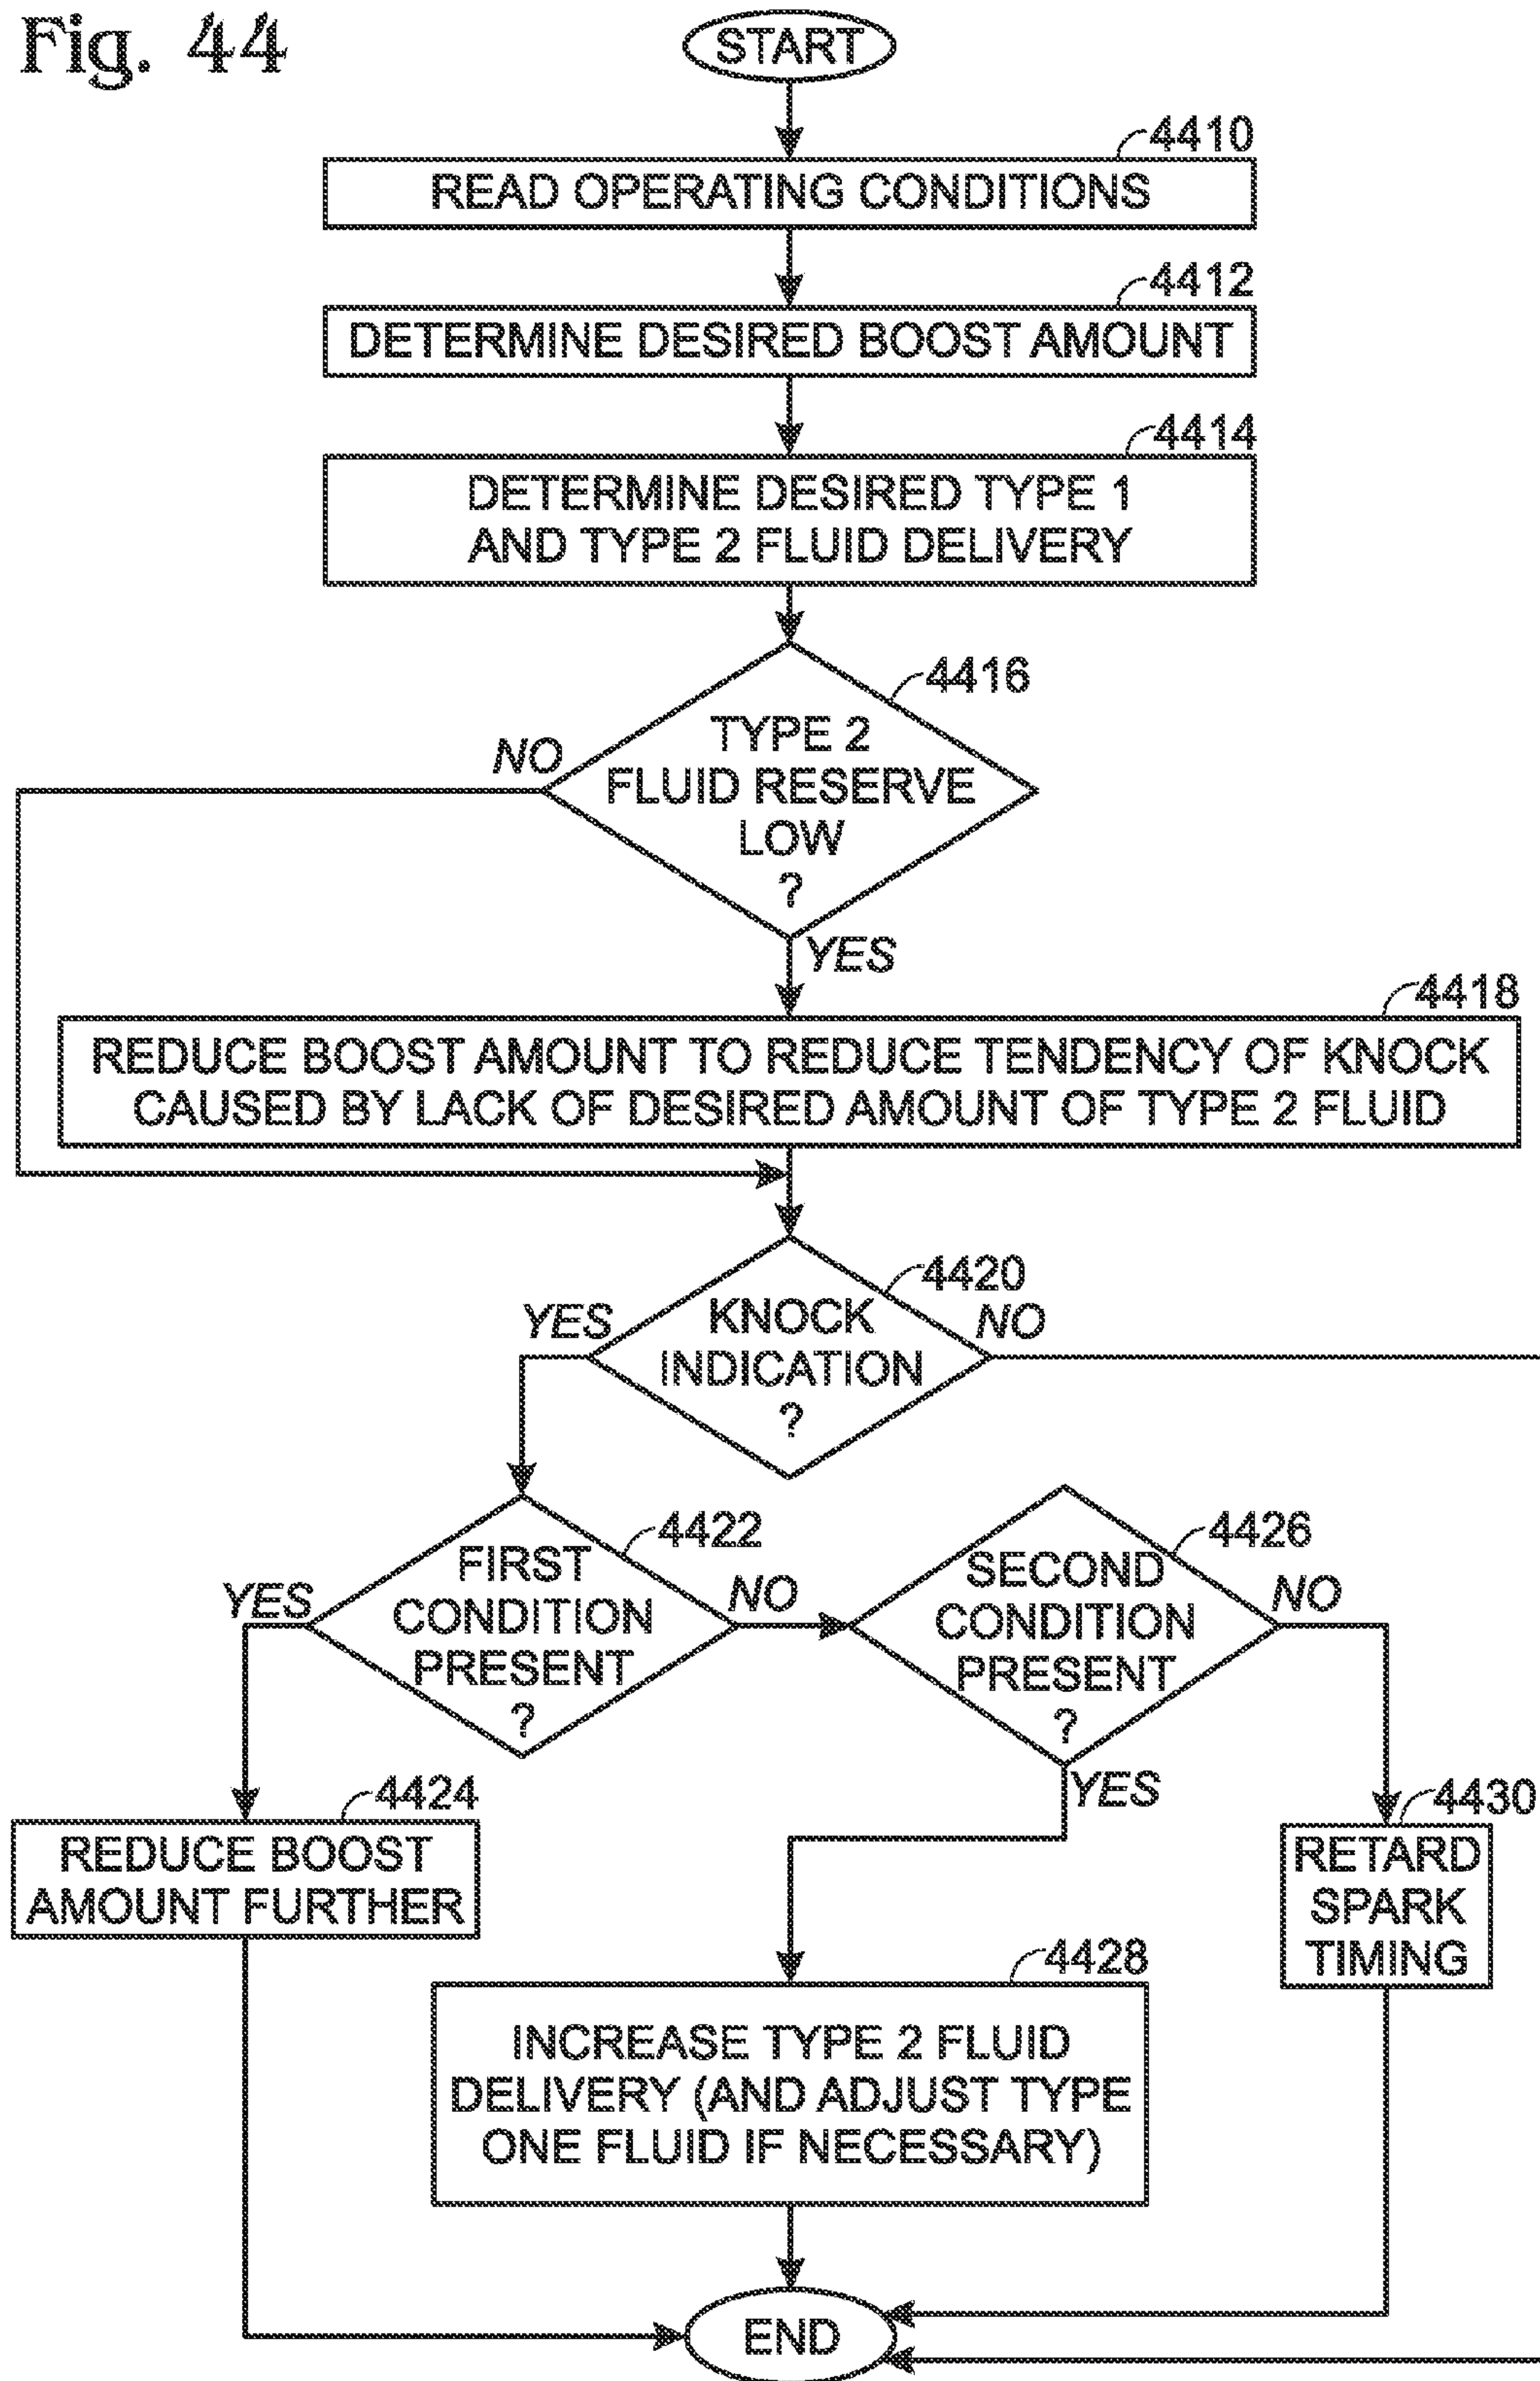 Fig. 44
START
4410
READ OPERATING CONDITIONS
4412
DETERMINE DESIRED BOOST AMOUNT
4414
DETERMINE DESIRED TYPE 1
AND TYPE 2 FLUID DELIVERY
4416
TYPE 2
FLUID RESERVE
LOW
?
NO
YES
4418
REDUCE BOOST AMOUNT TO REDUCE TENDENCY OF KNOCK
CAUSED BY LACK OF DESIRED AMOUNT OF TYPE 2 FLUID
4420
KNOCK
INDICATION
?
YES
NO
4422
FIRST
CONDITION
PRESENT
?
YES
NO
4426
SECOND
CONDITION
PRESENT
?
NO
YES
4424
REDUCE BOOST
AMOUNT FURTHER
4430
RETARD
SPARK
TIMING
4428
INCREASE TYPE 2 FLUID
DELIVERY (AND ADJUST TYPE
ONE FLUID IF NECESSARY)
END